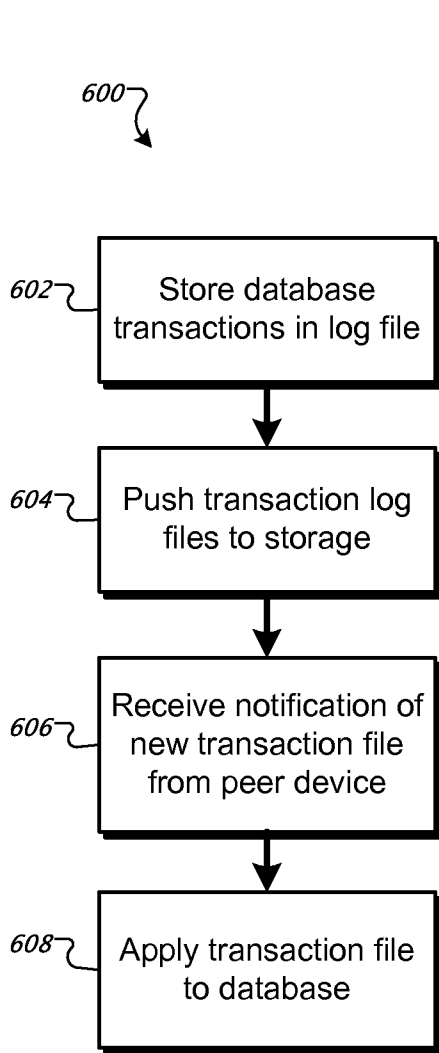 600
602
Store database
transactions in log file
604
Push transaction log
files to storage
606
Receive notification of
new transaction file
from peer device
608
Apply transaction file
to database